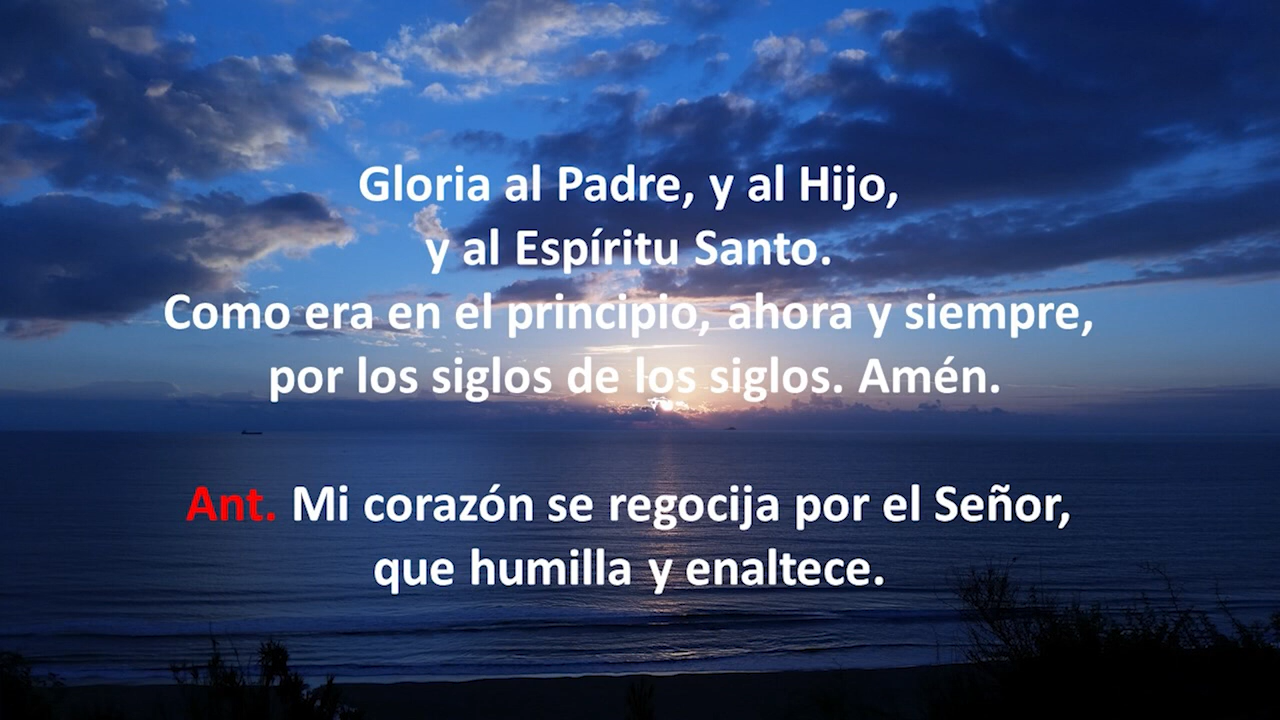 Gloria al Padre, y al Hijo,
y al Espíritu Santo.
Como era en el principio, ahora y siempre,
por los siglos de los siglos. Amén.
Ant. Mi corazón se regocija por el Señor,
que humilla y enaltece.